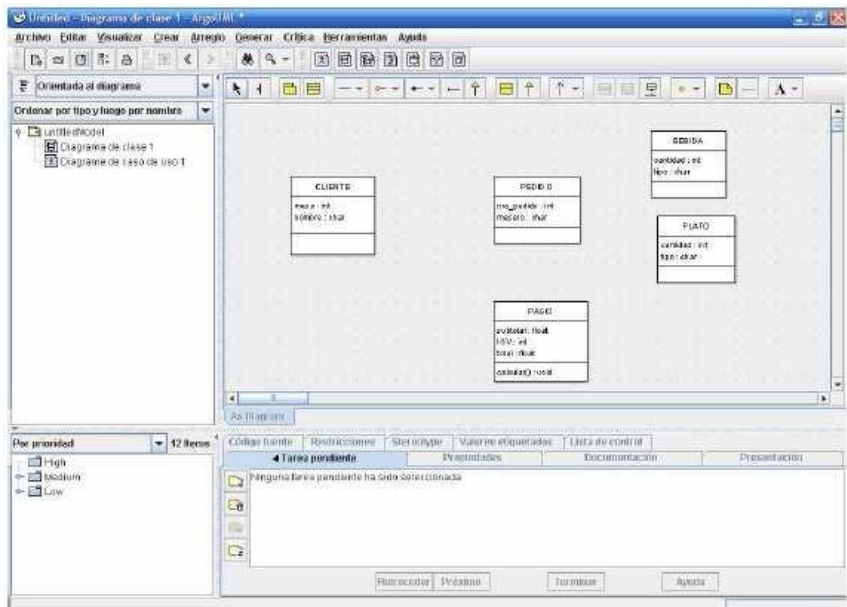 Untitled - Diagrama de clase 1 - ArgoUML *
Archivo Editar Visualizar Crear Arreglo Generar Crítica Herramientas Ayuda
Orientada al diagrama
Ordenar por tipo y luego por nombre
untitledModel
Diagrama de clase 1
Diagrama de caso de uso 1
CLIENTE
mesa : int
nombre : char
PEDIDO
nro_pedido : int
mesero : char
BEBIDA
cantidad : int
tipo : char
PLATO
cantidad : int
tipo : char
PAGO
subtotal : float
IGV : int
total : float
calcular() : void
As Diagram
Por prioridad
12 Items
High
Medium
Low
Código fuente Restricciones Stereotype Valores etiquetados Lista de control
Tarea pendiente Propiedades Documentación Presentación
Ninguna tarea pendiente ha sido seleccionada
Retroceder Próximo Terminar Ayuda